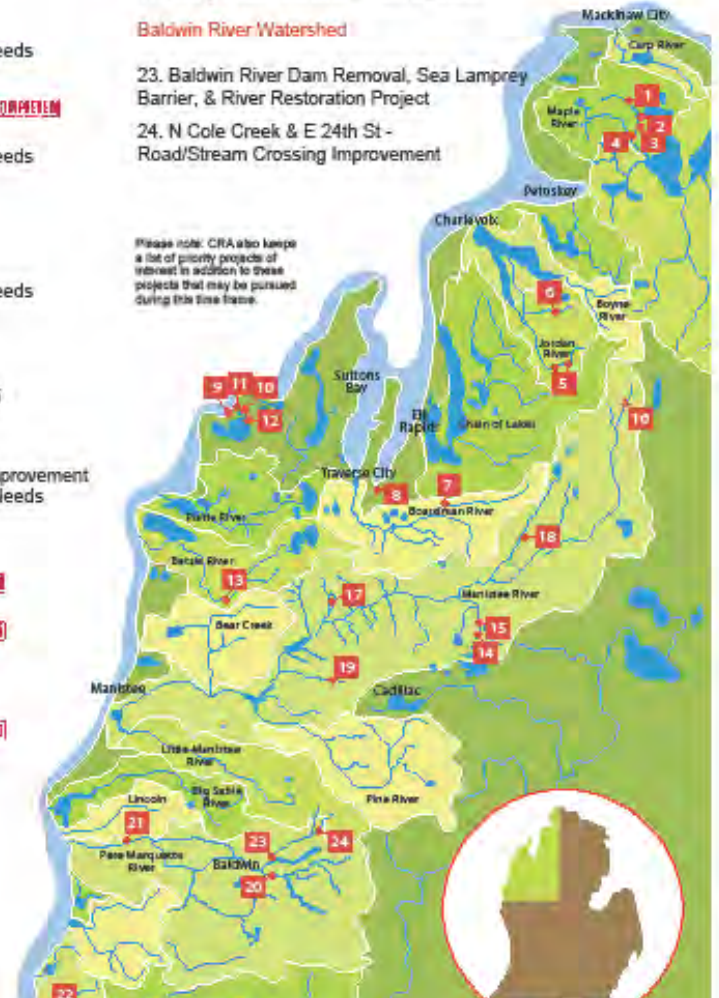 eeds
eeds
eeds
provement
eeds
Baldwin River Watershed
23. Baldwin River Dam Removal, Sea Lamprey
Barrier, & River Restoration Project
24. N Cole Creek & E 24th St -
Road/Stream Crossing Improvement
Please note: CRA also keeps
a list of priority projects of
interest in addition to these
projects that may be pursued
during this time frame.
Mackinaw City
Carp River
1
Maple
River
2
4
3
Petoskey
Charlevoix
6
Boyne
River
Jordan
River
5
Suttons
Bay
9 11 10
12
Elk
Rapids
Chain of Lakes
10
Traverse City
7
8
Boardman River
Platte River
18
Betsie River
13
17
Manistee River
Bear Creek
15
14
19
Manistee
Cadillac
Little Manistee
River
Big Sable
River
Pine River
Lincoln
21
23
24
Pere Marquette
River
Baldwin
20
22